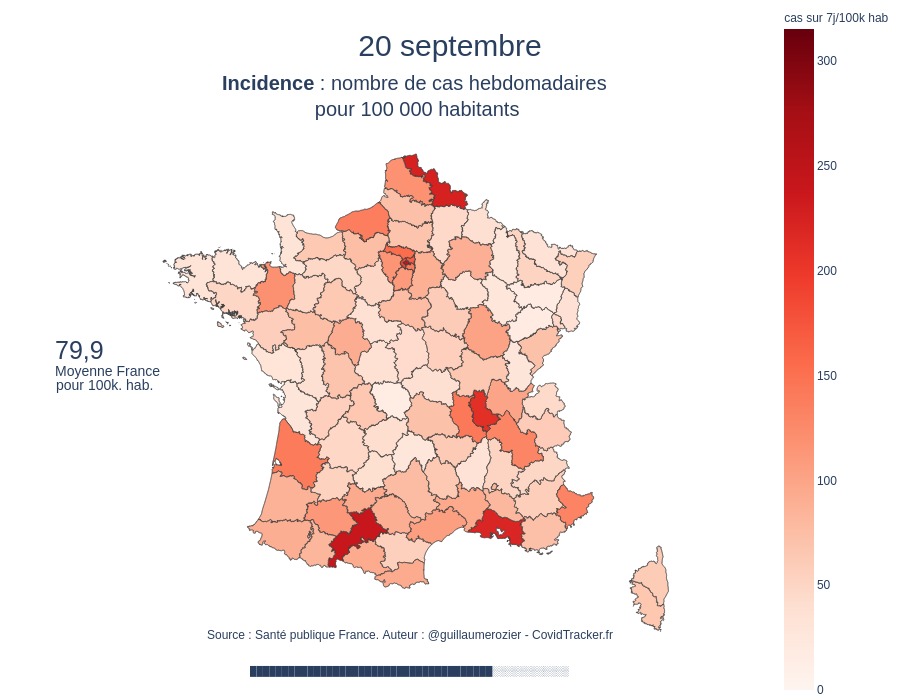 cas sur 7j/100k hab
20 septembre
Incidence : nombre de cas hebdomadaires
pour 100 000 habitants
300
250
200
150
100
50
0
79,9
Moyenne France
pour 100k. hab.
Source : Santé publique France. Auteur : @guillaumerozier - CovidTracker.fr